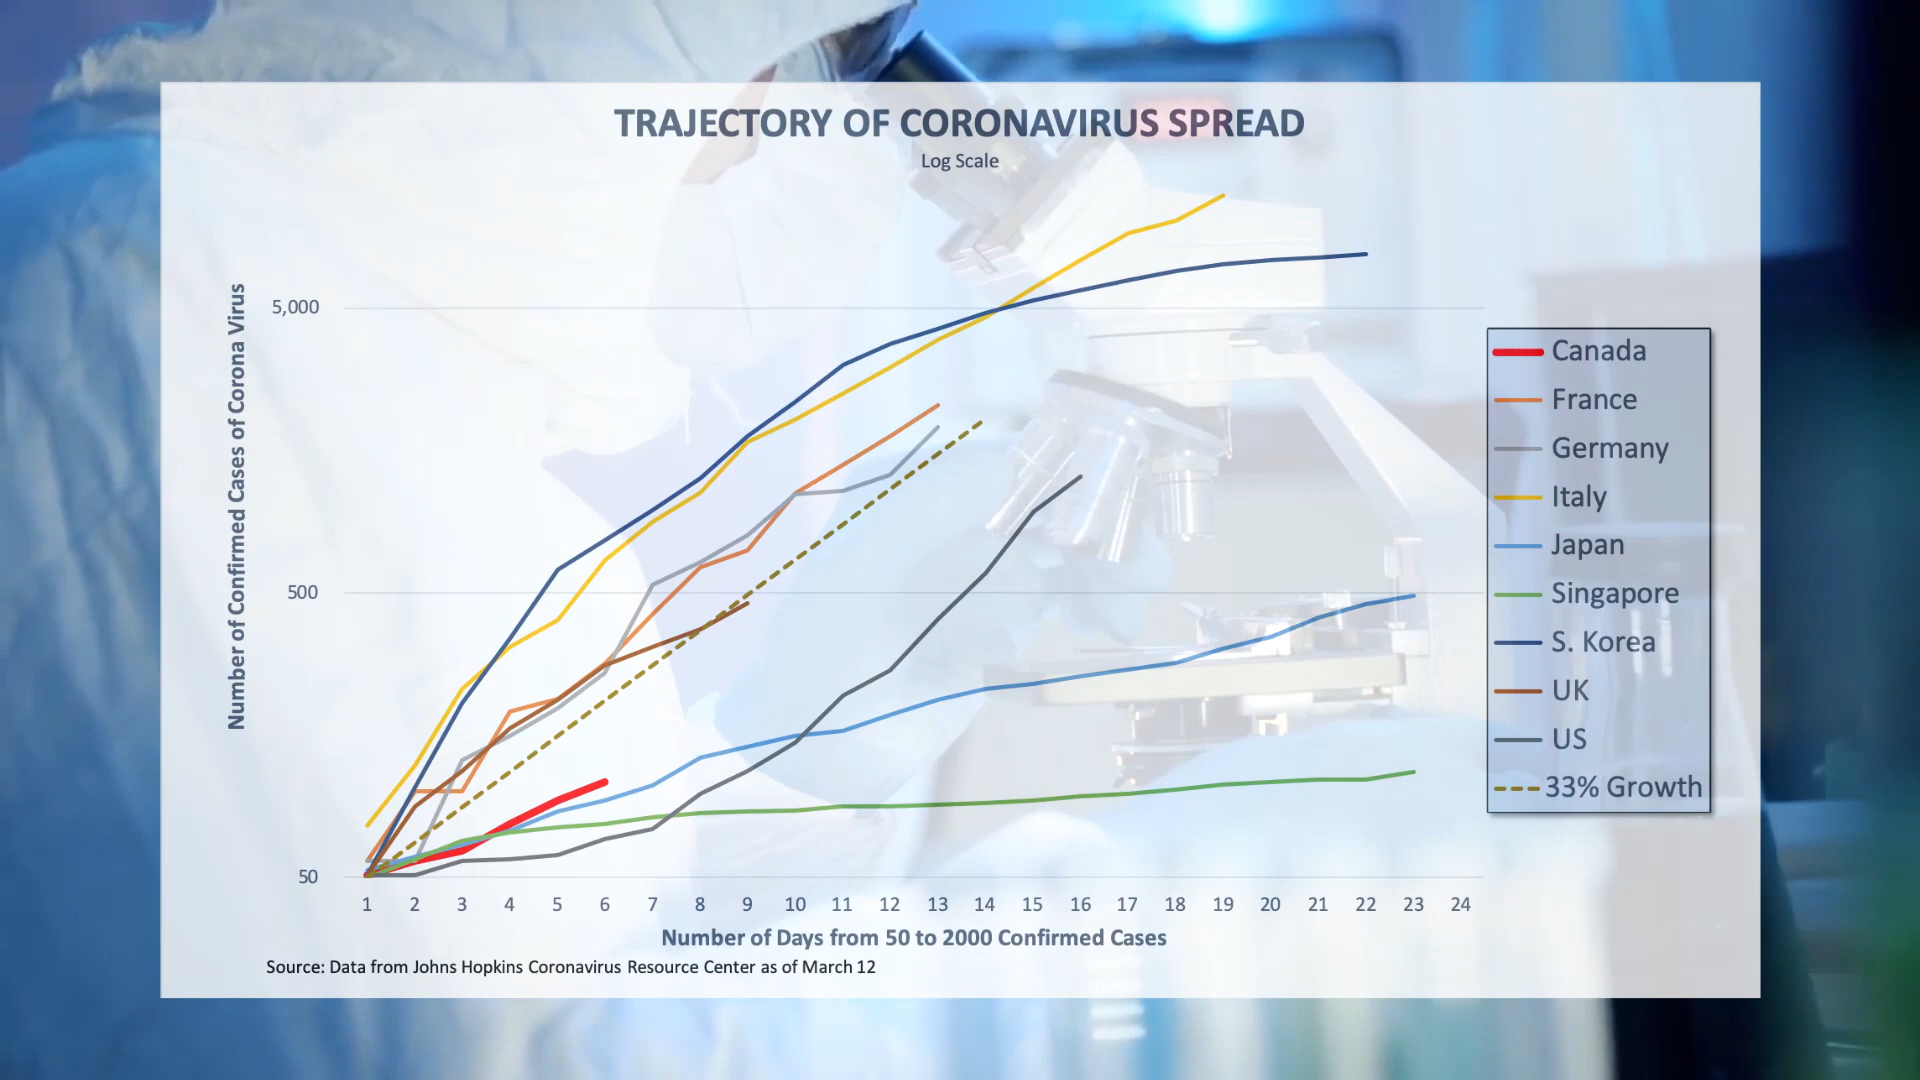 TRAJECTORY OF CORONAVIRUS SPREAD
Log Scale
Number of Confirmed Cases of Corona Virus
5,000
500
50
1 2 3 4 5 6 7 8 9 10 11 12 13 14 15 16 17 18 19 20 21 22 23 24
Number of Days from 50 to 2000 Confirmed Cases
Source: Data from Johns Hopkins Coronavirus Resource Center as of March 12
Canada
France
Germany
Italy
Japan
Singapore
S. Korea
UK
US
33% Growth